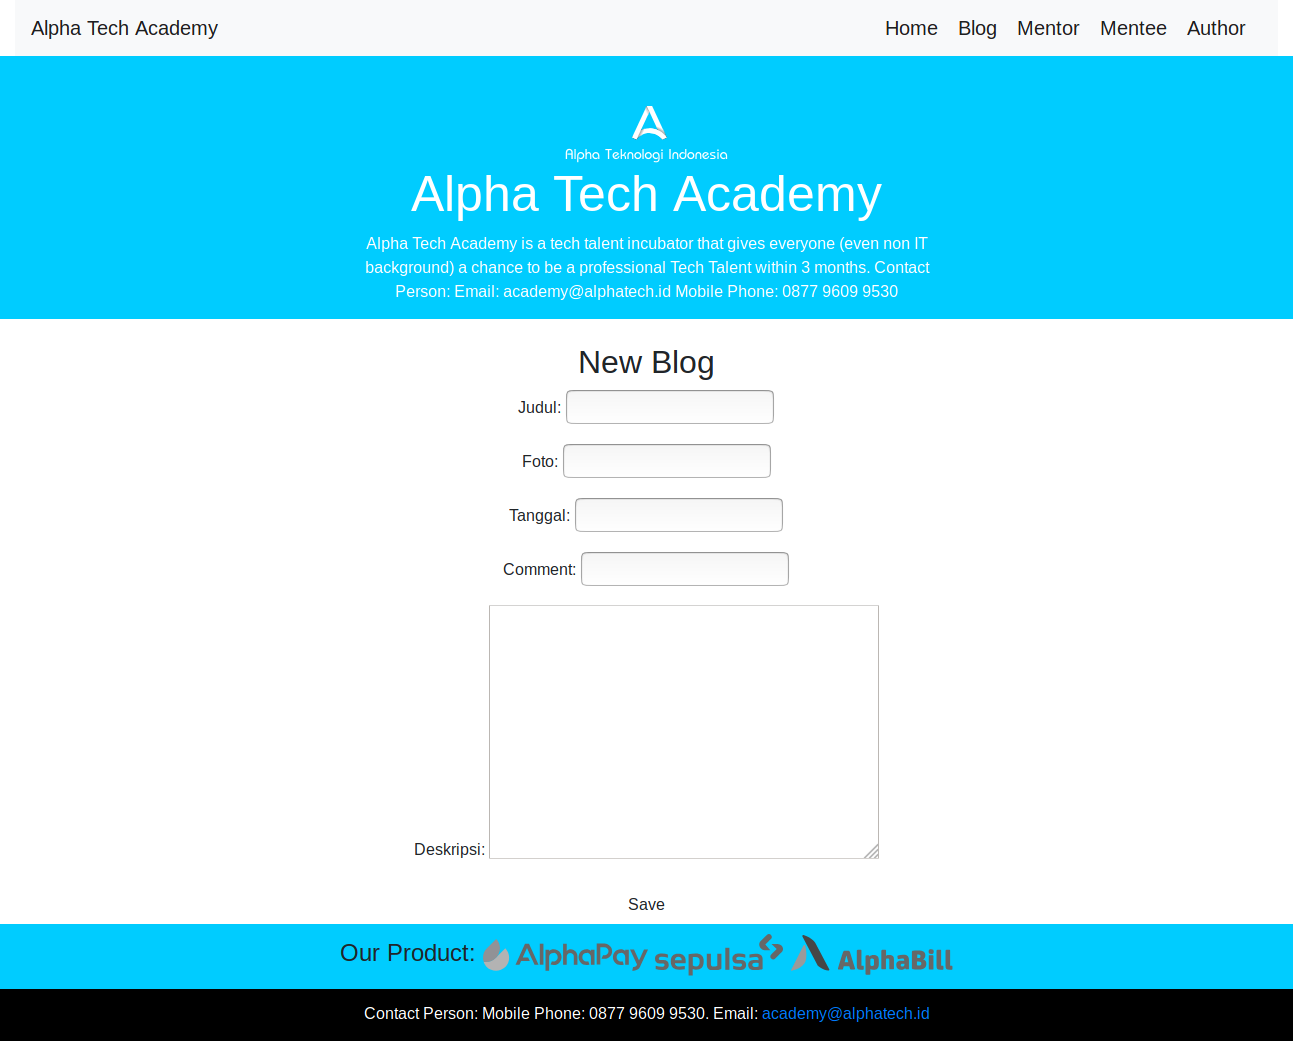 Alpha Tech Academy Home Blog Mentor Mentee Author
Alpha Teknologi Indonesia
Alpha Tech Academy
Alpha Tech Academy is a tech talent incubator that gives everyone (even non IT
background) a chance to be a professional Tech Talent within 3 months. Contact
Person: Email: academy@alphatech.id Mobile Phone: 0877 9609 9530
New Blog
Judul:
Foto:
Tanggal:
Comment:
Deskripsi:
Save
Our Product: AlphaPay sepulsa AlphaBill
Contact Person: Mobile Phone: 0877 9609 9530. Email: academy@alphatech.id